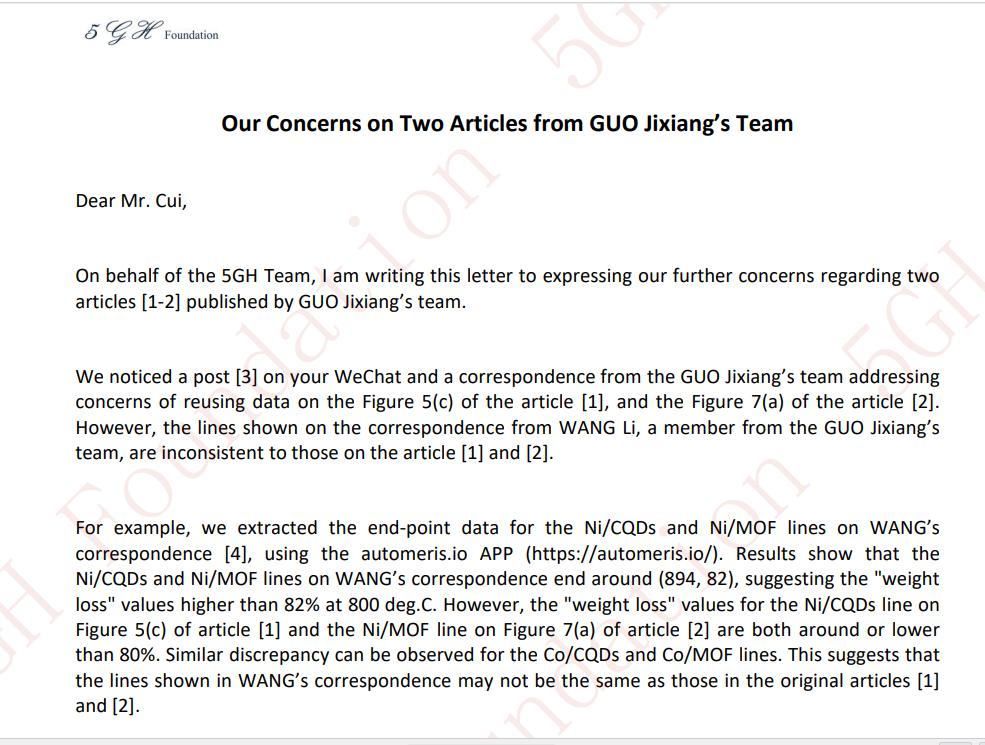 5 GH Foundation
Our Concerns on Two Articles from GUO Jixiang’s Team
Dear Mr. Cui,
On behalf of the 5GH Team, I am writing this letter to expressing our further concerns regarding two
articles [1-2] published by GUO Jixiang’s team.
We noticed a post [3] on your WeChat and a correspondence from the GUO Jixiang’s team addressing
concerns of reusing data on the Figure 5(c) of the article [1], and the Figure 7(a) of the article [2].
However, the lines shown on the correspondence from WANG Li, a member from the GUO Jixiang’s
team, are inconsistent to those on the article [1] and [2].
For example, we extracted the end-point data for the Ni/CQDs and Ni/MOF lines on WANG’s
correspondence [4], using the automeris.io APP (https://automeris.io/). Results show that the
Ni/CQDs and Ni/MOF lines on WANG’s correspondence end around (894, 82), suggesting the "weight
loss" values higher than 82% at 800 deg.C. However, the "weight loss" values for the Ni/CQDs line on
Figure 5(c) of article [1] and the Ni/MOF line on Figure 7(a) of article [2] are both around or lower
than 80%. Similar discrepancy can be observed for the Co/CQDs and Co/MOF lines. This suggests that
the lines shown in WANG’s correspondence may not be the same as those in the original articles [1]
and [2].
5GH Foundation
5GH